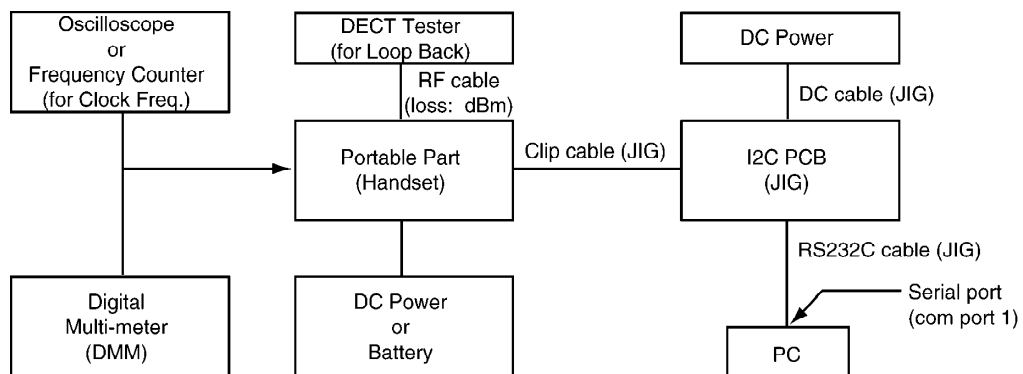 Oscilloscope
or
Frequency Counter
(for Clock Freq.)
DECT Tester
(for Loop Back)
DC Power
RF cable
(loss: dBm)
DC cable (JIG)
Portable Part
(Handset)
Clip cable (JIG)
I2C PCB
(JIG)
RS232C cable (JIG)
Digital
Multi-meter
(DMM)
DC Power
or
Battery
Serial port
(com port 1)
PC